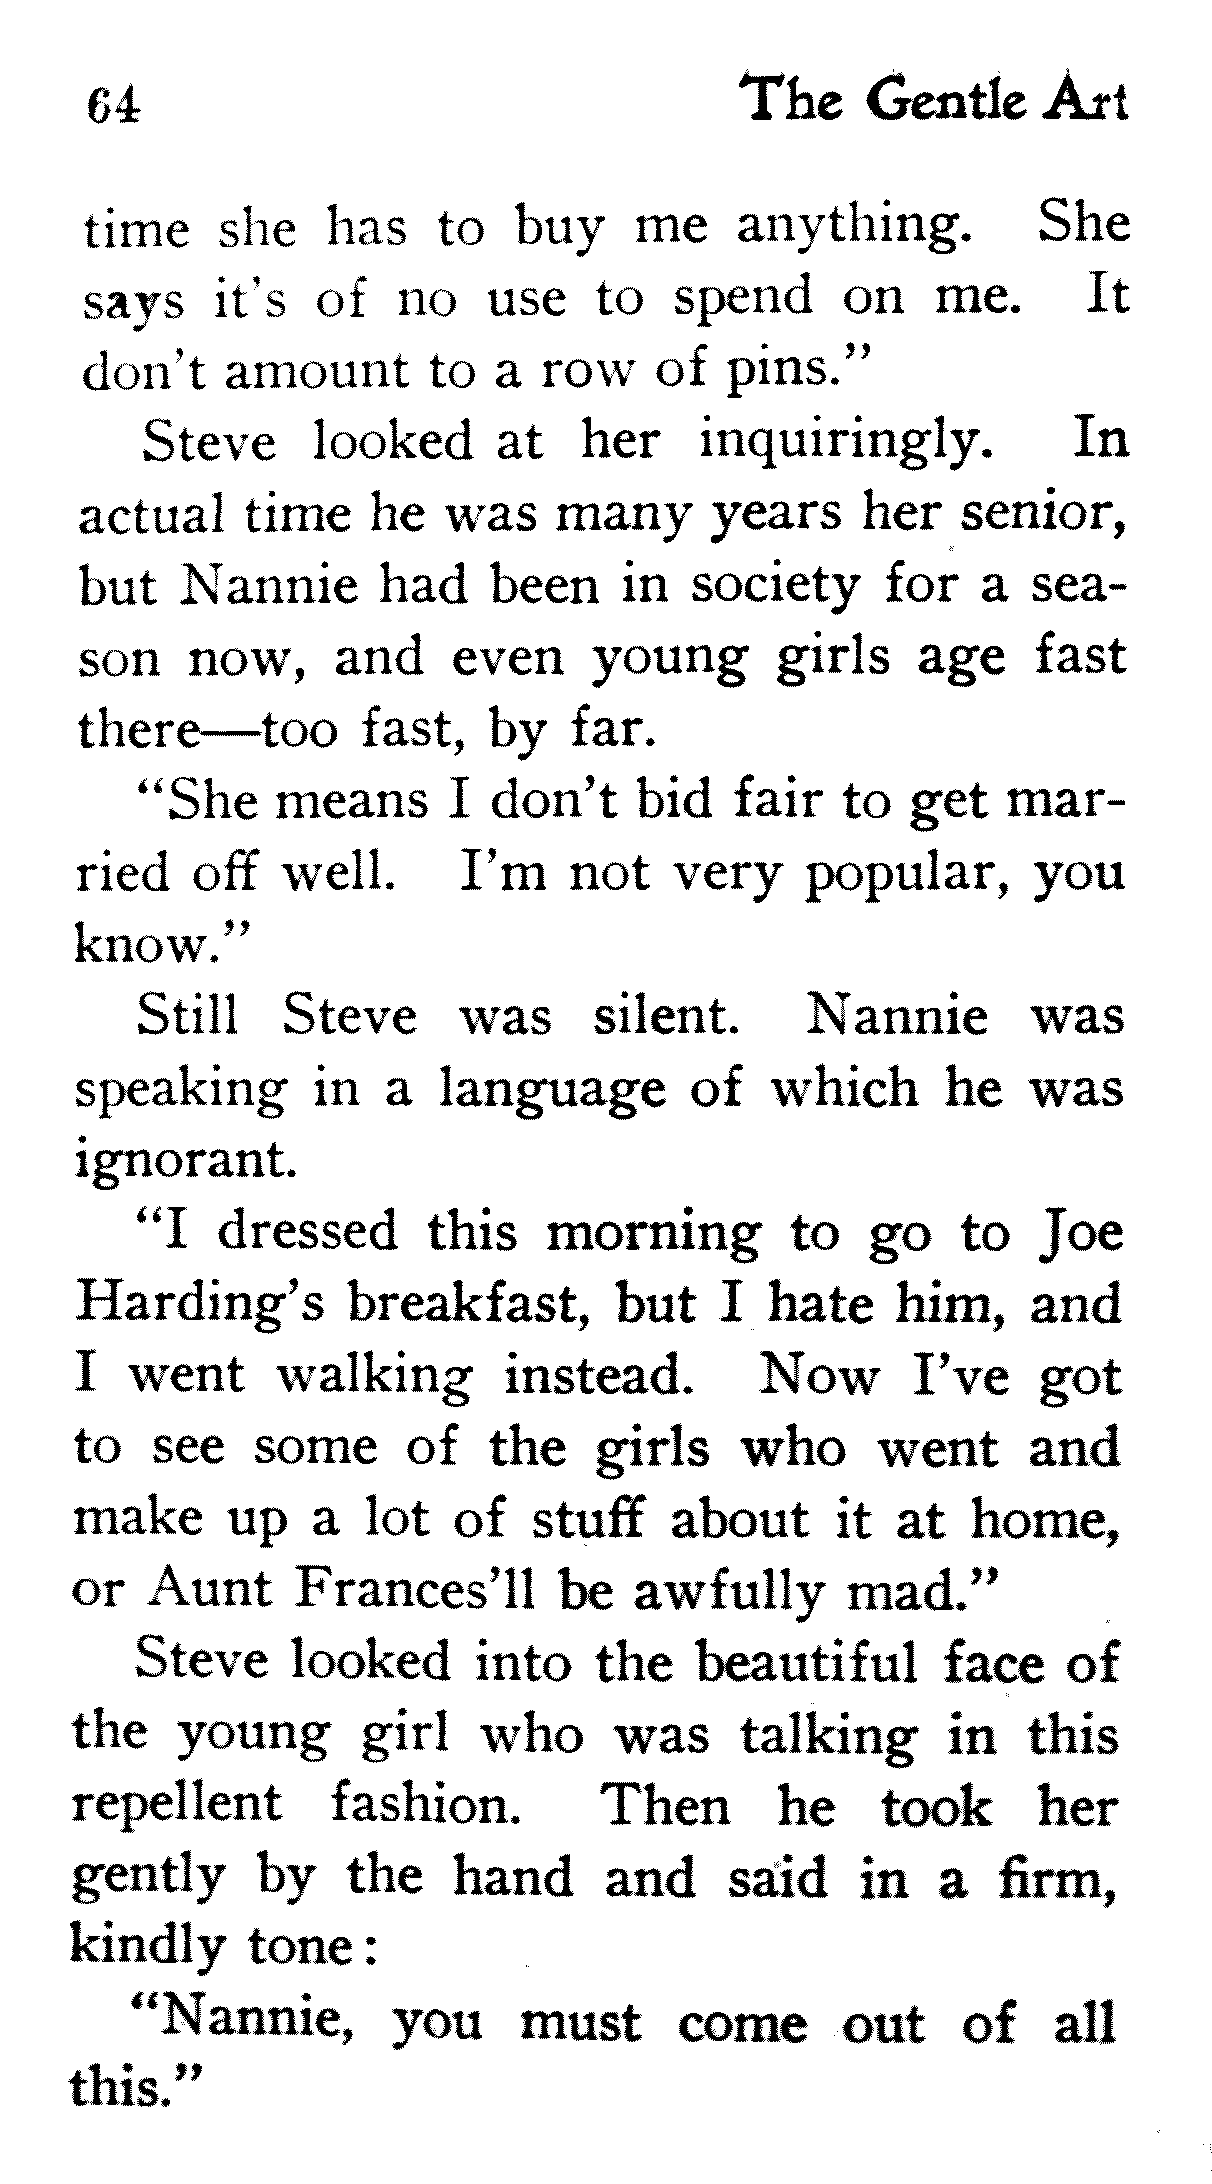 64 The Gentle Art
time she has to buy me anything. She
says it's of no use to spend on me. It
don't amount to a row of pins."
Steve looked at her inquiringly. In
actual time he was many years her senior,
but Nannie had been in society for a sea-
son now, and even young girls age fast
there—too fast, by far.
"She means I don't bid fair to get mar-
ried off well. I'm not very popular, you
know."
Still Steve was silent. Nannie was
speaking in a language of which he was
ignorant.
"I dressed this morning to go to Joe
Harding's breakfast, but I hate him, and
I went walking instead. Now I've got
to see some of the girls who went and
make up a lot of stuff about it at home,
or Aunt Frances'll be awfully mad."
Steve looked into the beautiful face of
the young girl who was talking in this
repellent fashion. Then he took her
gently by the hand and said in a firm,
kindly tone:
"Nannie, you must come out of all
this."